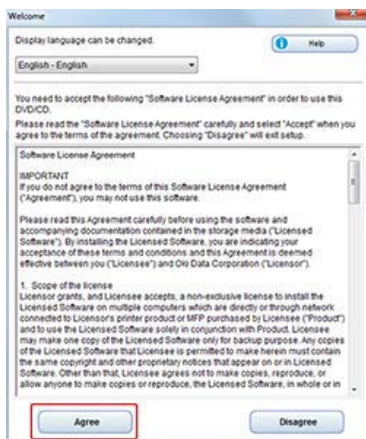 Welcome
Display language can be changed.
Help
English - English
You need to accept the following "Software License Agreement" in order to use this
DVD/CD.
Please read the "Software License Agreement" carefully and select "Accept" when you
agree to the terms of the agreement. Choosing "Disagree" will exit setup.
Software License Agreement
IMPORTANT
If you do not agree to the terms of this Software License Agreement
("Agreement"), you may not use this software.
Please read this Agreement carefully before using the software and
accompanying documentation contained in the storage media ("Licensed
Software"). By installing the Licensed Software, you are indicating your
acceptance of these terms and conditions and this Agreement is deemed
effective between you ("Licensee") and Oki Data Corporation ("Licensor").
1. Scope of the license
Licensor grants, and Licensee accepts, a non-exclusive license to install the
Licensed Software on multiple computers which are directly or through network
connected to Licensor's printer product or MFP purchased by Licensee ("Product")
and to use the Licensed Software solely in conjunction with Product. Licensee
may make one copy of the Licensed Software only for backup purpose. Any copies
of the Licensed Software that Licensee is permitted to make herein must contain
the same copyright and other proprietary notices that appear on or in Licensed
Software. Other than that, Licensee agrees not to make copies, reproduce, or
allow anyone to make copies or reproduce, the Licensed Software, in whole or in
Agree
Disagree